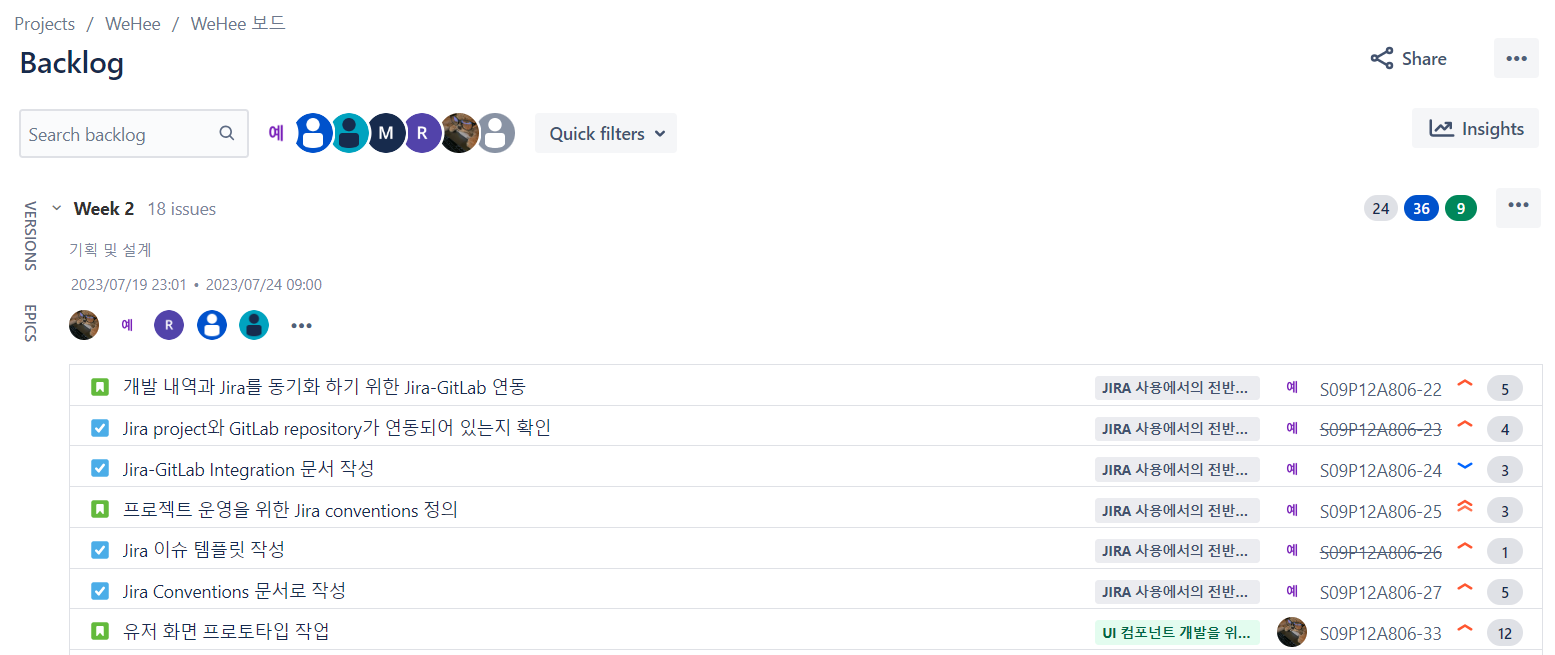 Projects / WeHee / WeHee 보드
Backlog
Share
Search backlog
예 M R
Quick filters
Insights
VERSIONS
EPICS
Week 2 18 issues
24 36 9
기획 및 설계
2023/07/19 23:01 • 2023/07/24 09:00
예 R
개발 내역과 Jira를 동기화 하기 위한 Jira-GitLab 연동 JIRA 사용에서의 전반... 예 S09P12A806-22 5
Jira project와 GitLab repository가 연동되어 있는지 확인 JIRA 사용에서의 전반... 예 S09P12A806-23 4
Jira-GitLab Integration 문서 작성 JIRA 사용에서의 전반... 예 S09P12A806-24 3
프로젝트 운영을 위한 Jira conventions 정의 JIRA 사용에서의 전반... 예 S09P12A806-25 3
Jira 이슈 템플릿 작성 JIRA 사용에서의 전반... 예 S09P12A806-26 1
Jira Conventions 문서로 작성 JIRA 사용에서의 전반... 예 S09P12A806-27 5
유저 화면 프로토타입 작업 UI 컴포넌트 개발을 위... S09P12A806-33 12